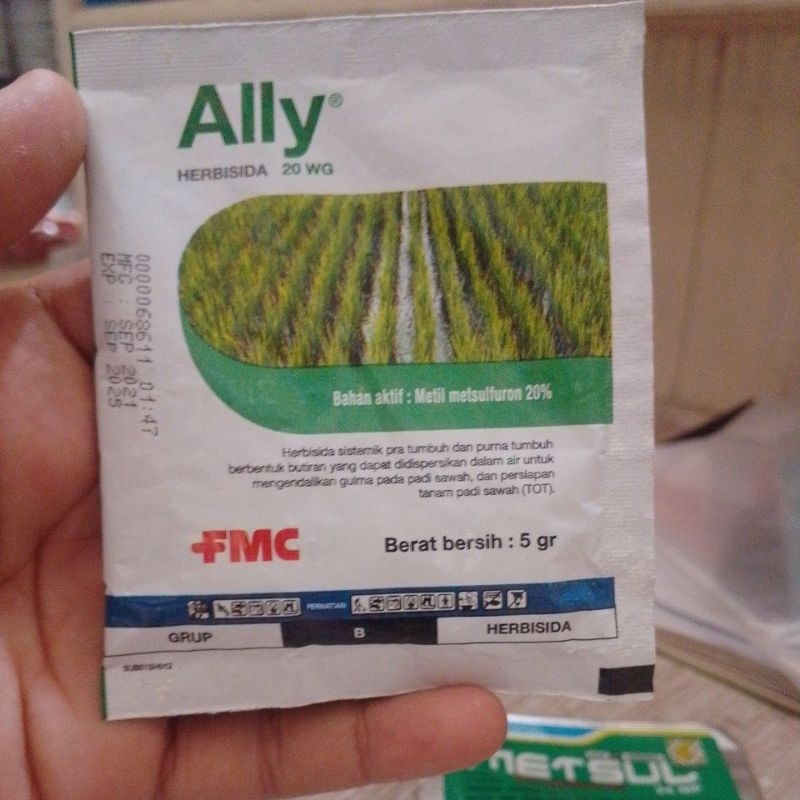 Ally®
HERBISIDA 20 WG
0000068611 01:47
MFG : SEP 2021
EXP : SEP 2025
Bahan aktif : Metil metsulfuron 20%
Herbisida sistemik pra tumbuh dan purna tumbuh
berbentuk butiran yang dapat didispersikan dalam air untuk
mengendalikan gulma pada padi sawah, dan persiapan
tanam padi sawah (TOT).
FMC
Berat bersih : 5 gr
PERHATIAN
GRUP B HERBISIDA
METSUL